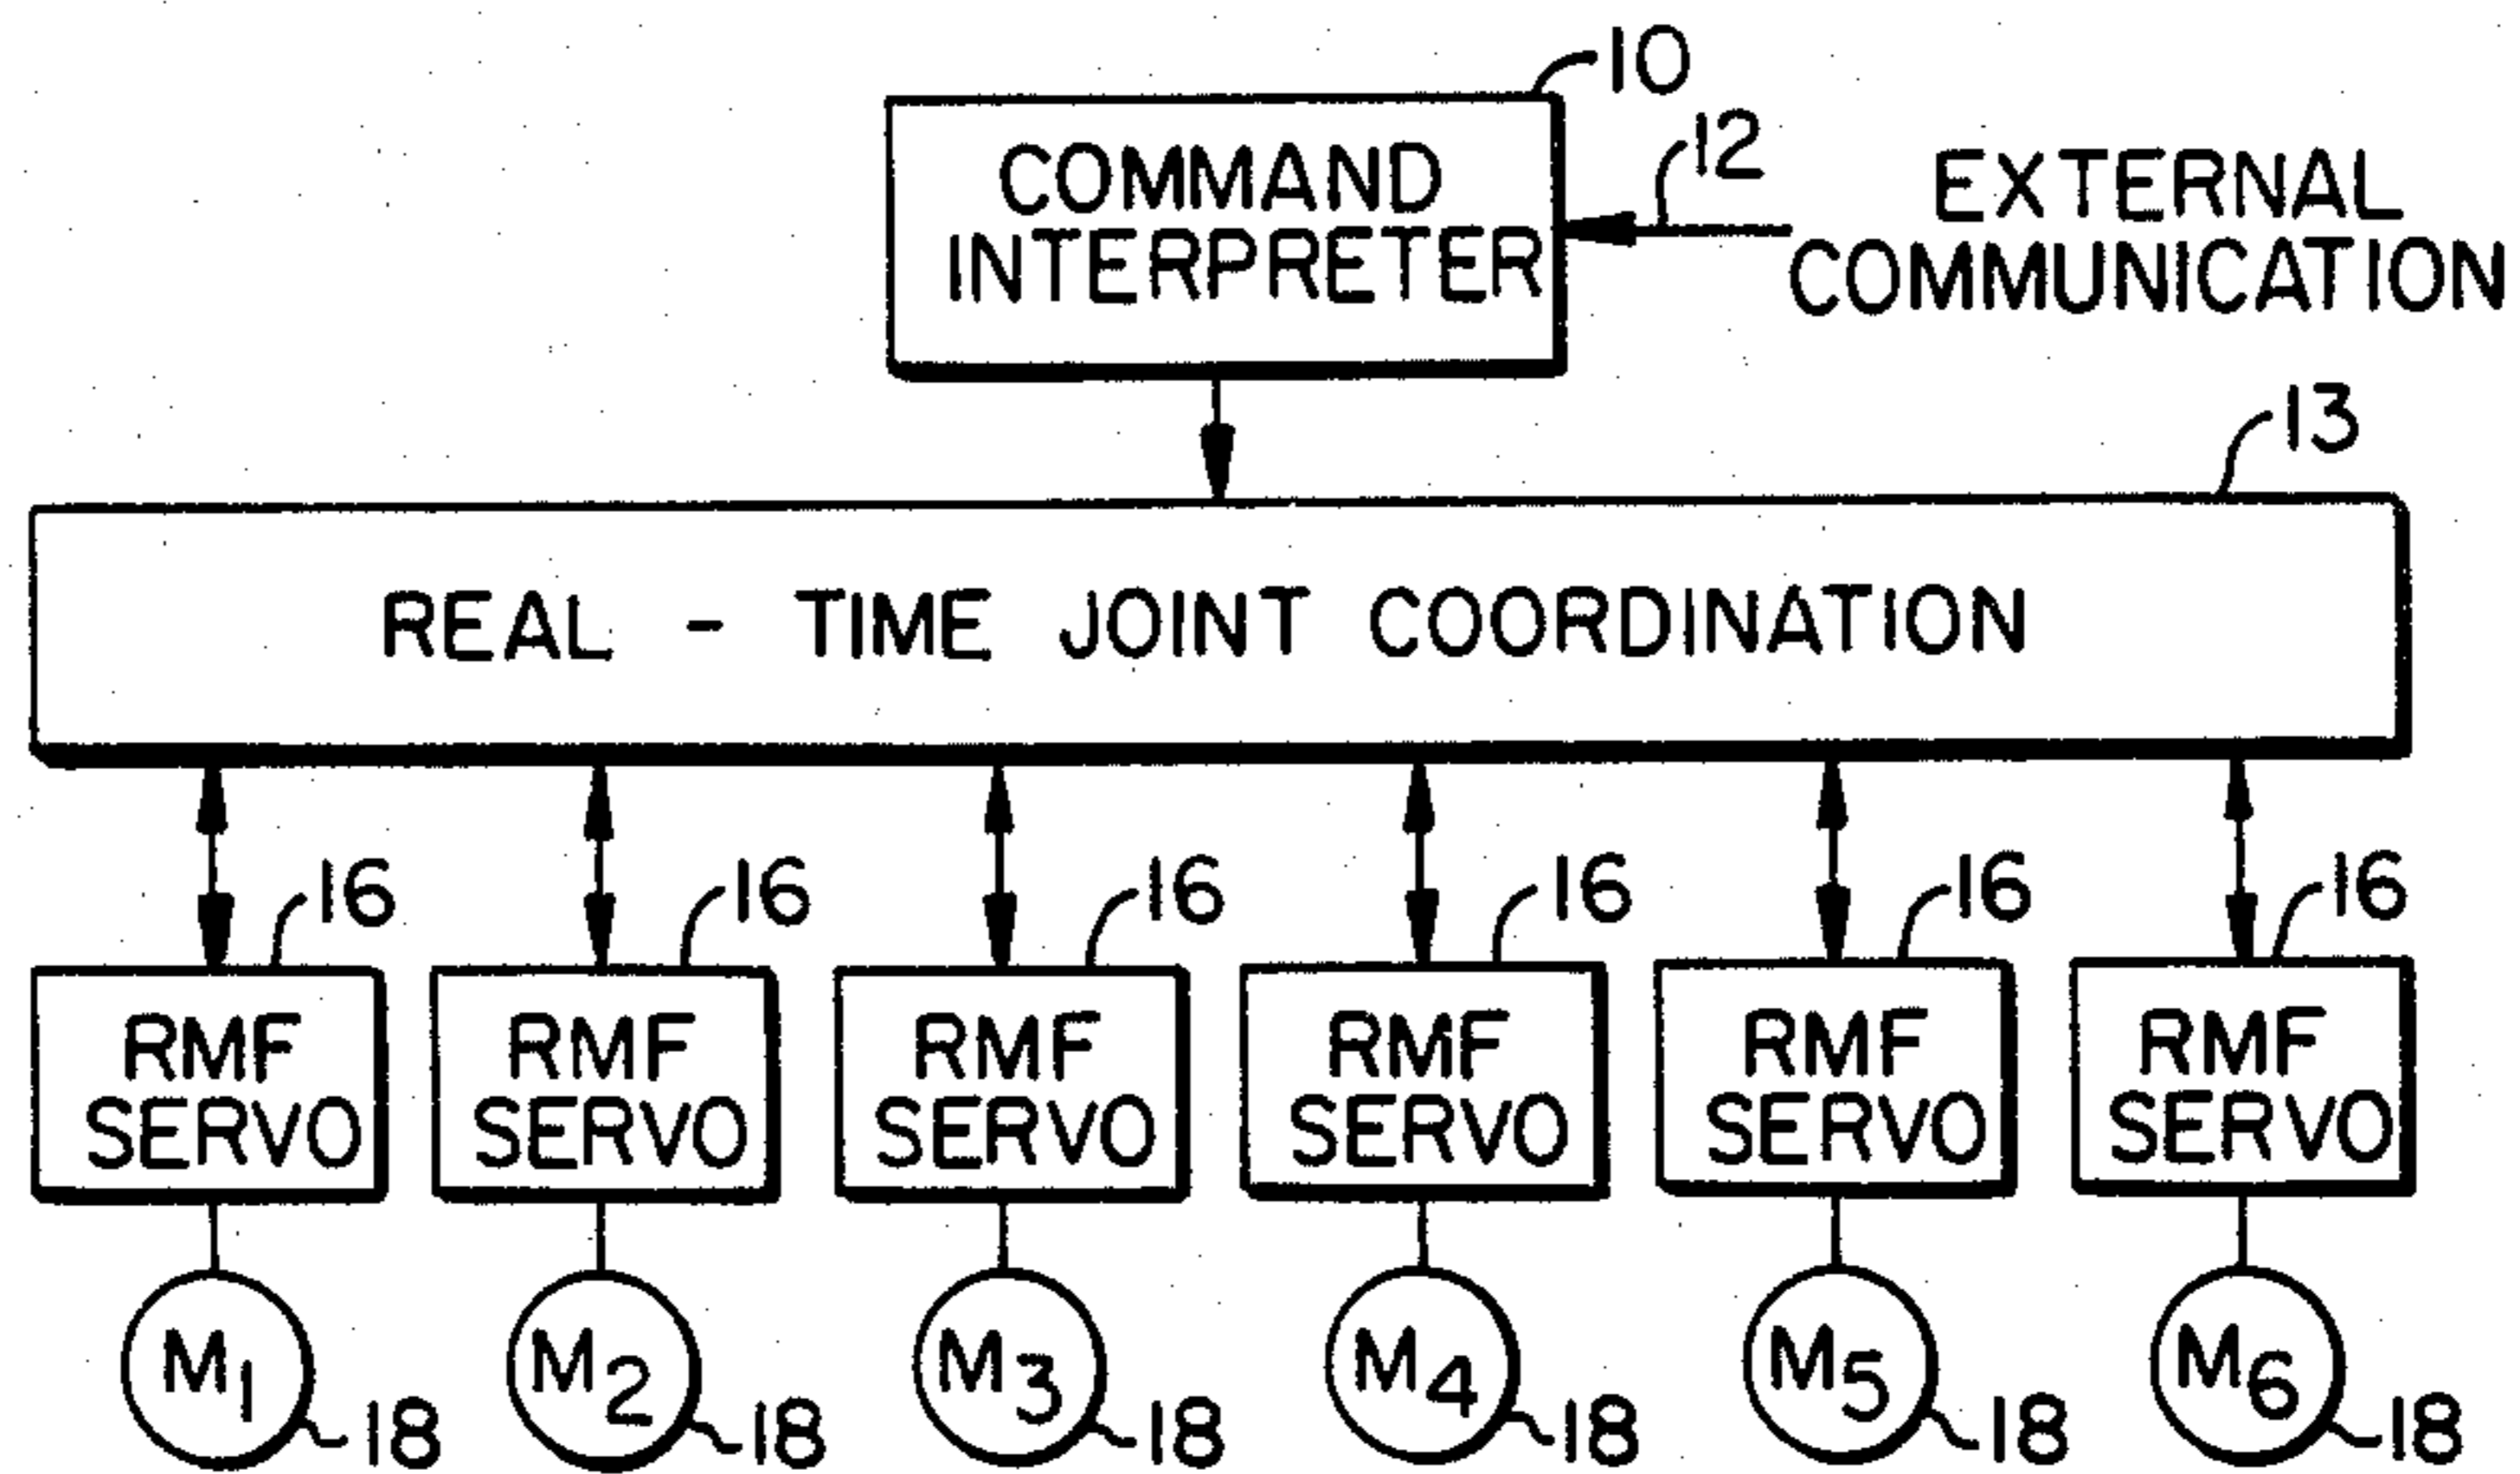 10
COMMAND
INTERPRETER
12
EXTERNAL
COMMUNICATION
13
REAL - TIME JOINT COORDINATION
16 16 16 16 16 16
RMF RMF RMF RMF RMF RMF
SERVO SERVO SERVO SERVO SERVO SERVO
M1 M2 M3 M4 M5 M6
18 18 18 18 18 18